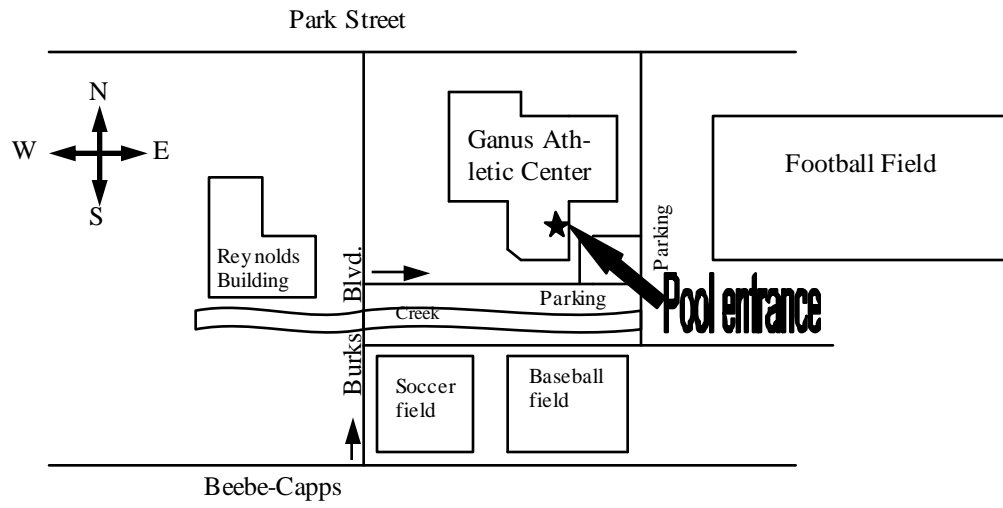 Park Street
N
W
E
S
Ganus Ath-
letic Center
Football Field
Reynolds
Building
Burks Blvd.
Parking
Parking
Pool entrance
Creek
Soccer
field
Baseball
field
Beebe-Capps